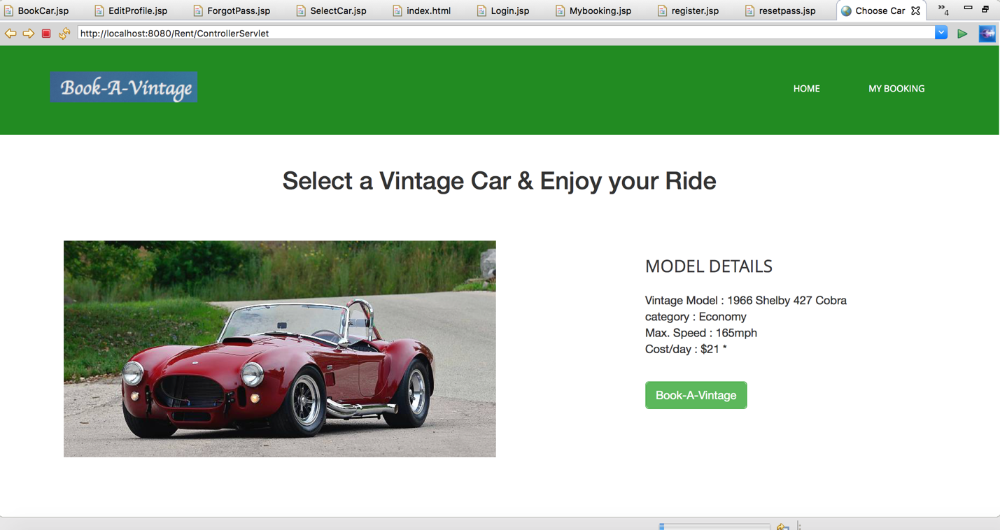 BookCar.jsp EditProfile.jsp ForgotPass.jsp SelectCar.jsp index.html Login.jsp Mybooking.jsp register.jsp resetpass.jsp Choose Car »4
http://localhost:8080/Rent/ControllerServlet
Book-A-Vintage HOME MY BOOKING
Select a Vintage Car & Enjoy your Ride
MODEL DETAILS
Vintage Model : 1966 Shelby 427 Cobra
category : Economy
Max. Speed : 165mph
Cost/day : $21 *
Book-A-Vintage